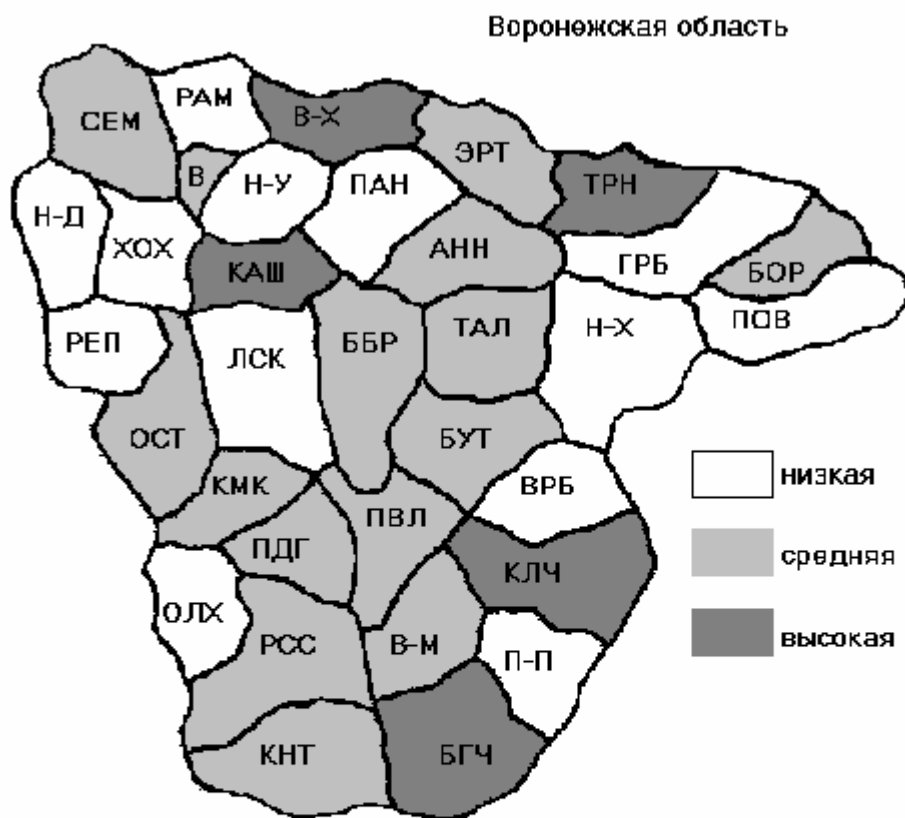 Воронежская область
РАМ
СЕМ
В-Х
ЭРТ
В
Н-У
ПАН
ТРН
Н-Д
ХОХ
КАШ
АНН
ГРБ
БОР
РЕП
ЛСК
ББР
ТАЛ
Н-Х
ПОВ
ОСТ
БУТ
КМК
ВРБ
низкая
ПВЛ
ПДГ
КЛЧ
средняя
ОЛХ
РСС
В-М
П-П
высокая
КНТ
БГЧ